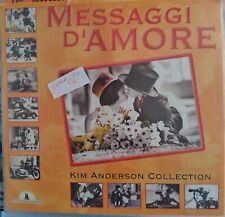 MESSAGGI
D'AMORE
KIM ANDERSON COLLECTION